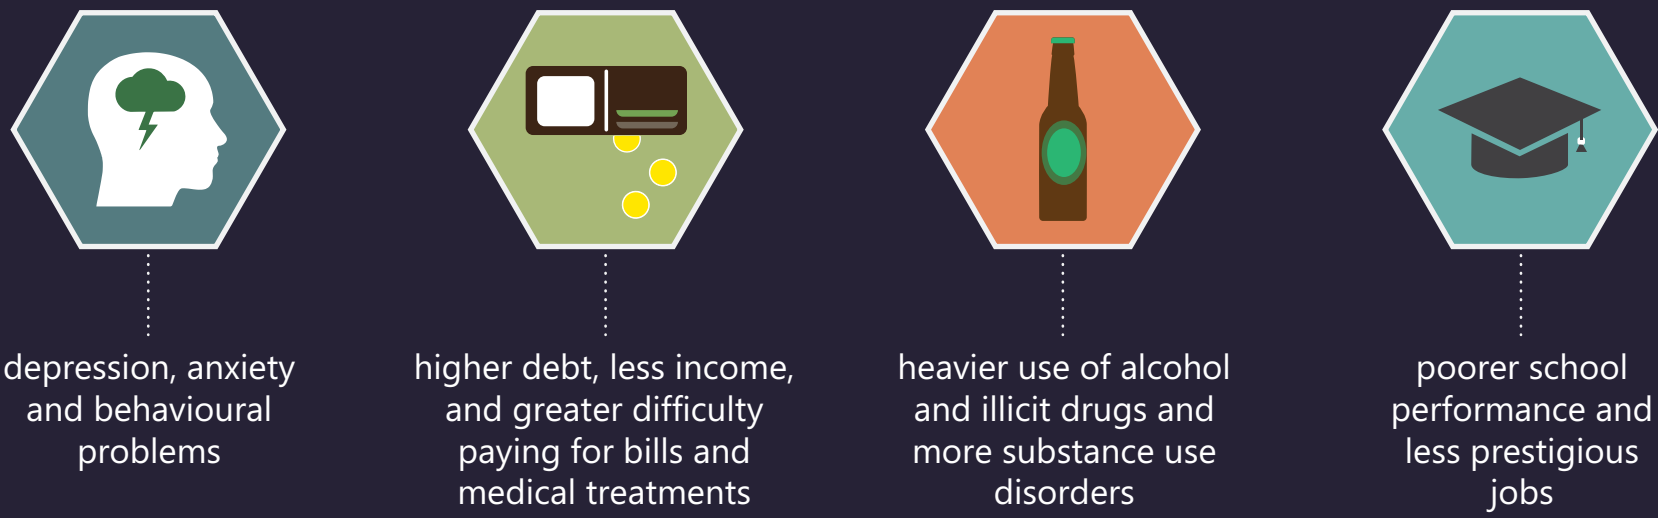 depression, anxiety
and behavioural
problems
higher debt, less income,
and greater difficulty
paying for bills and
medical treatments
heavier use of alcohol
and illicit drugs and
more substance use
disorders
poorer school
performance and
less prestigious
jobs